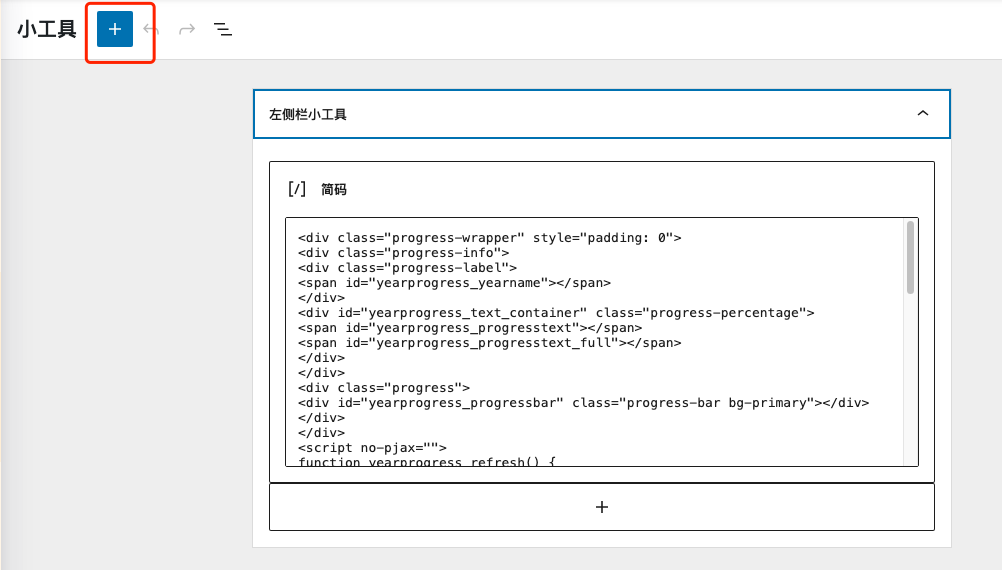 小工具
左侧栏小工具
[/] 简码
<div class="progress-wrapper" style="padding: 0">
<div class="progress-info">
<div class="progress-label">
<span id="yearprogress_yearname"></span>
</div>
<div id="yearprogress_text_container" class="progress-percentage">
<span id="yearprogress_progresstext"></span>
<span id="yearprogress_progresstext_full"></span>
</div>
</div>
<div class="progress">
<div id="yearprogress_progressbar" class="progress-bar bg-primary"></div>
</div>
</div>
<script no-pjax="">
function yearprogress_refresh() {